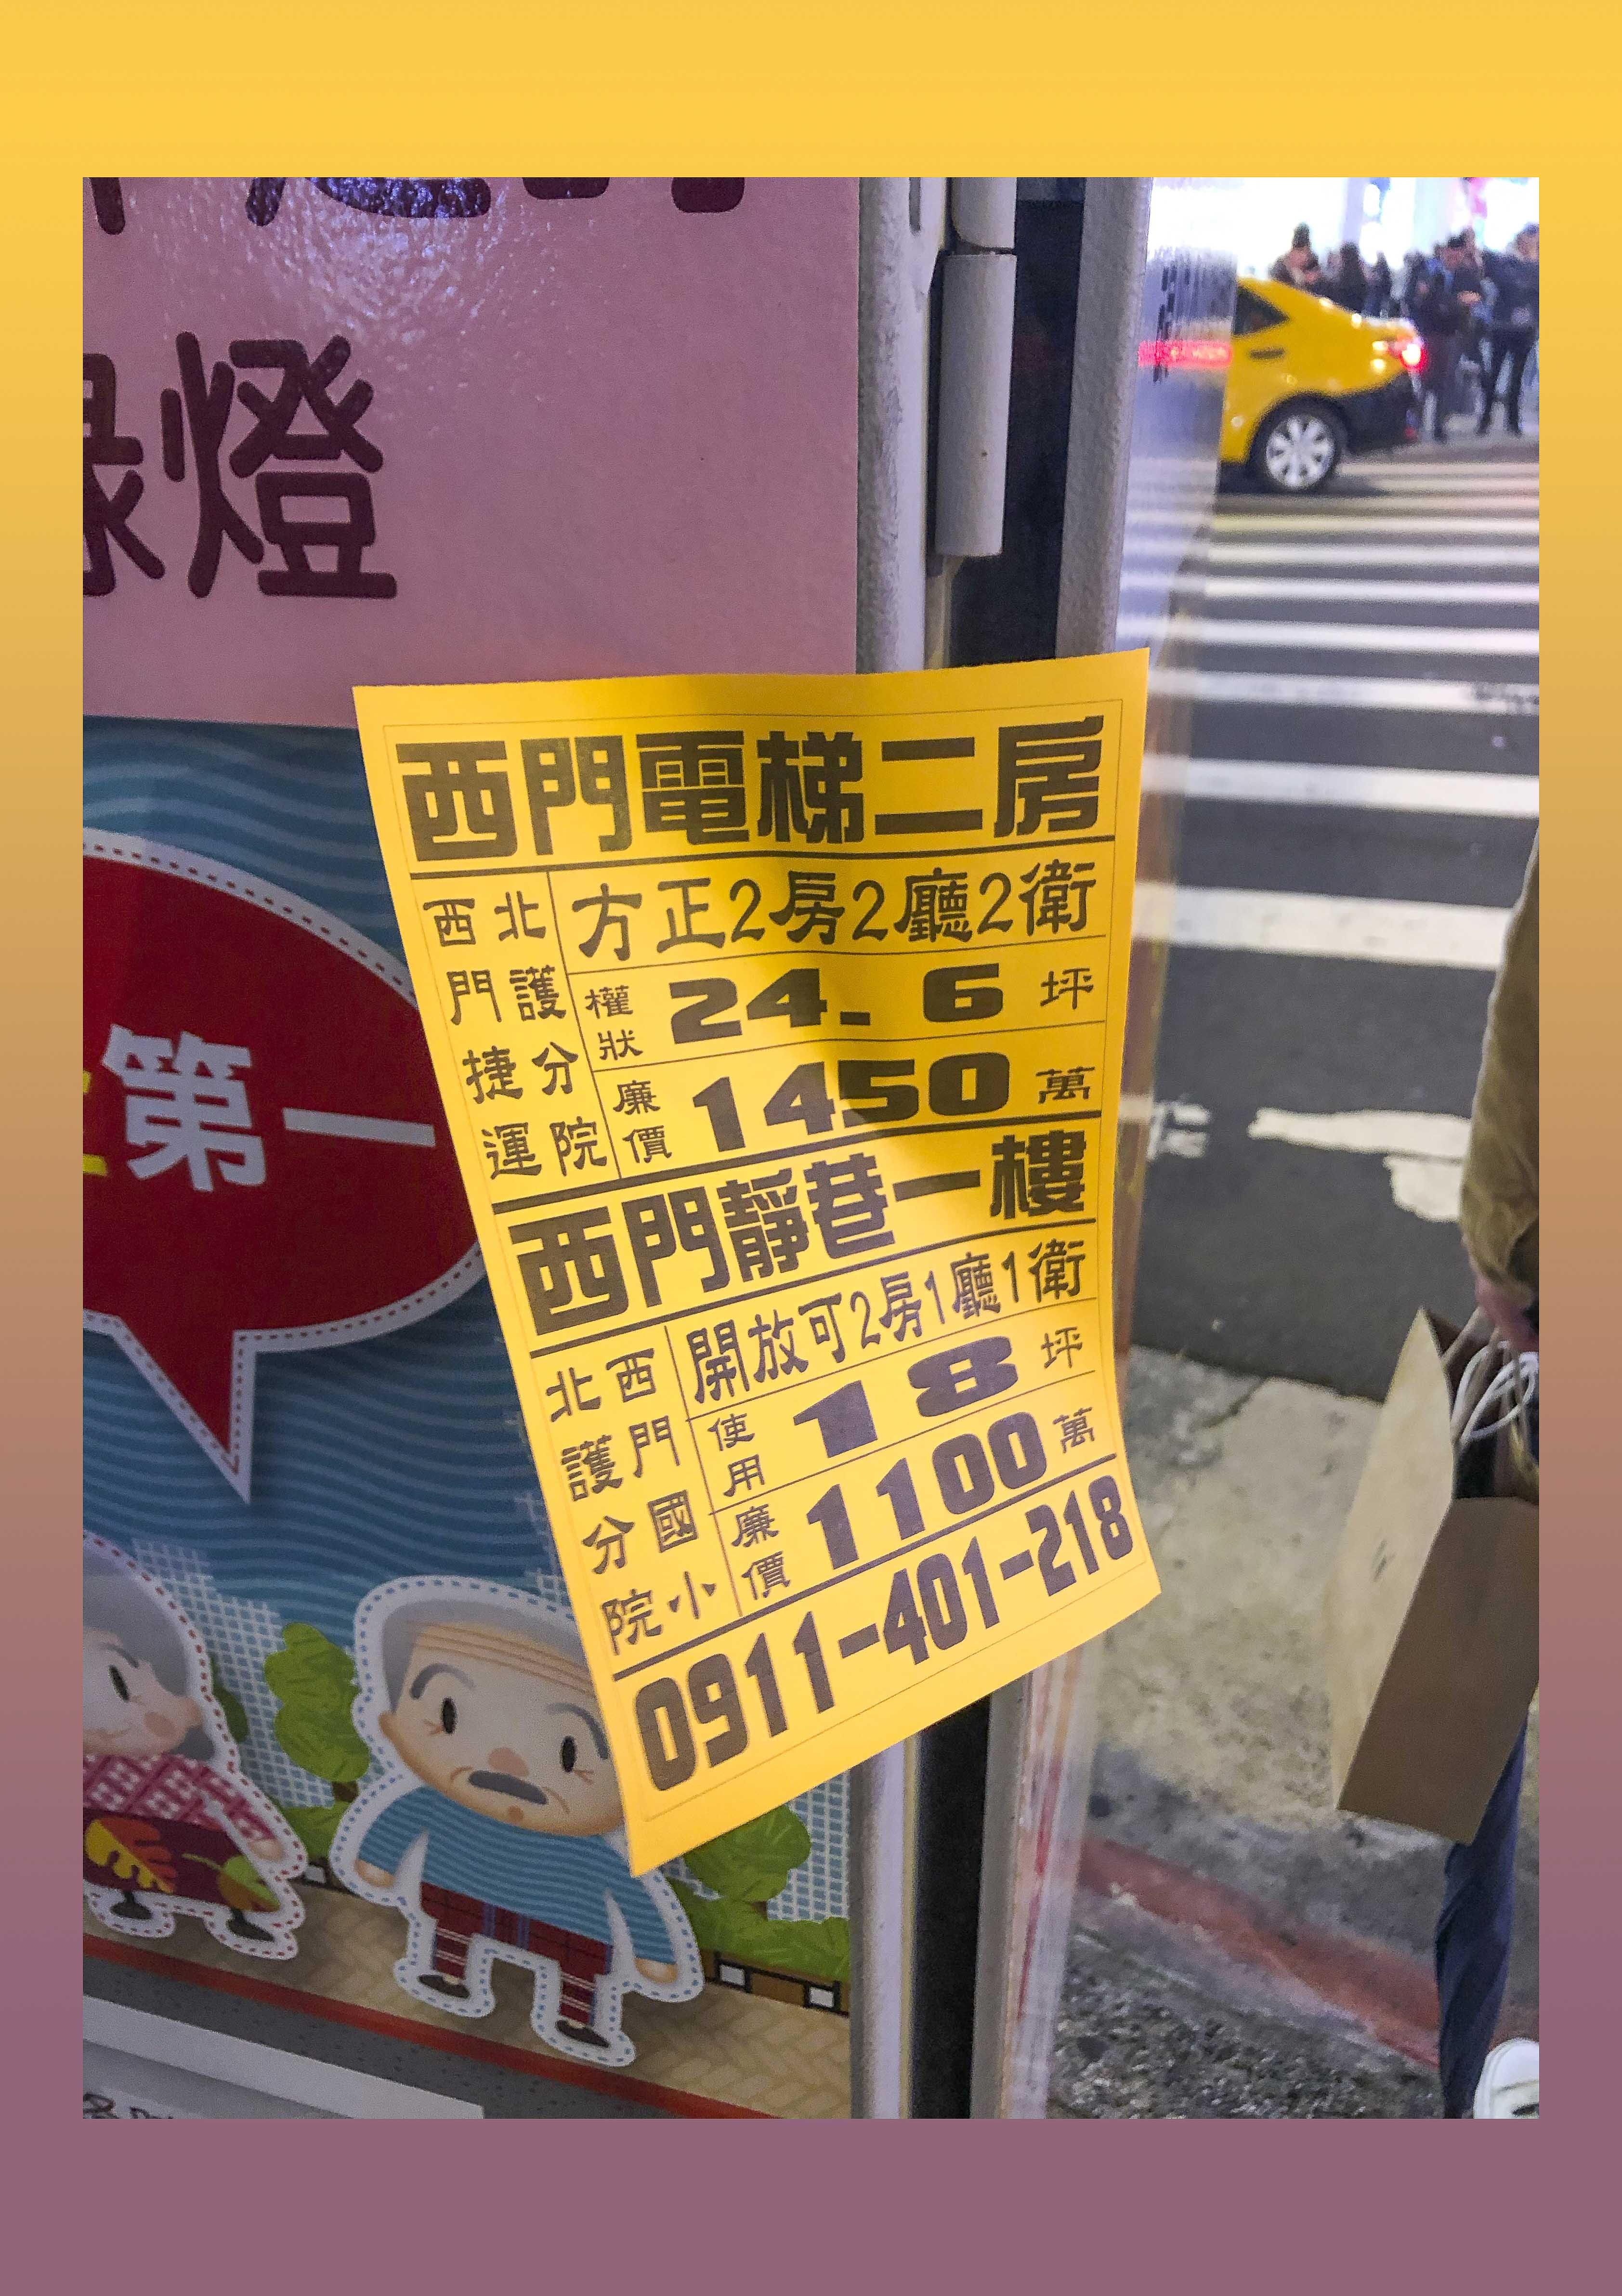 燈
第一
西門電梯二房
西門捷運
北護分院
方正2房2廳2衛
權狀 24.6 坪
廉價 1450 萬
西門靜巷一樓
北護分院
西門國小
開放可2房1廳1衛
使用 18 坪
廉價 1100 萬
0911-401-218